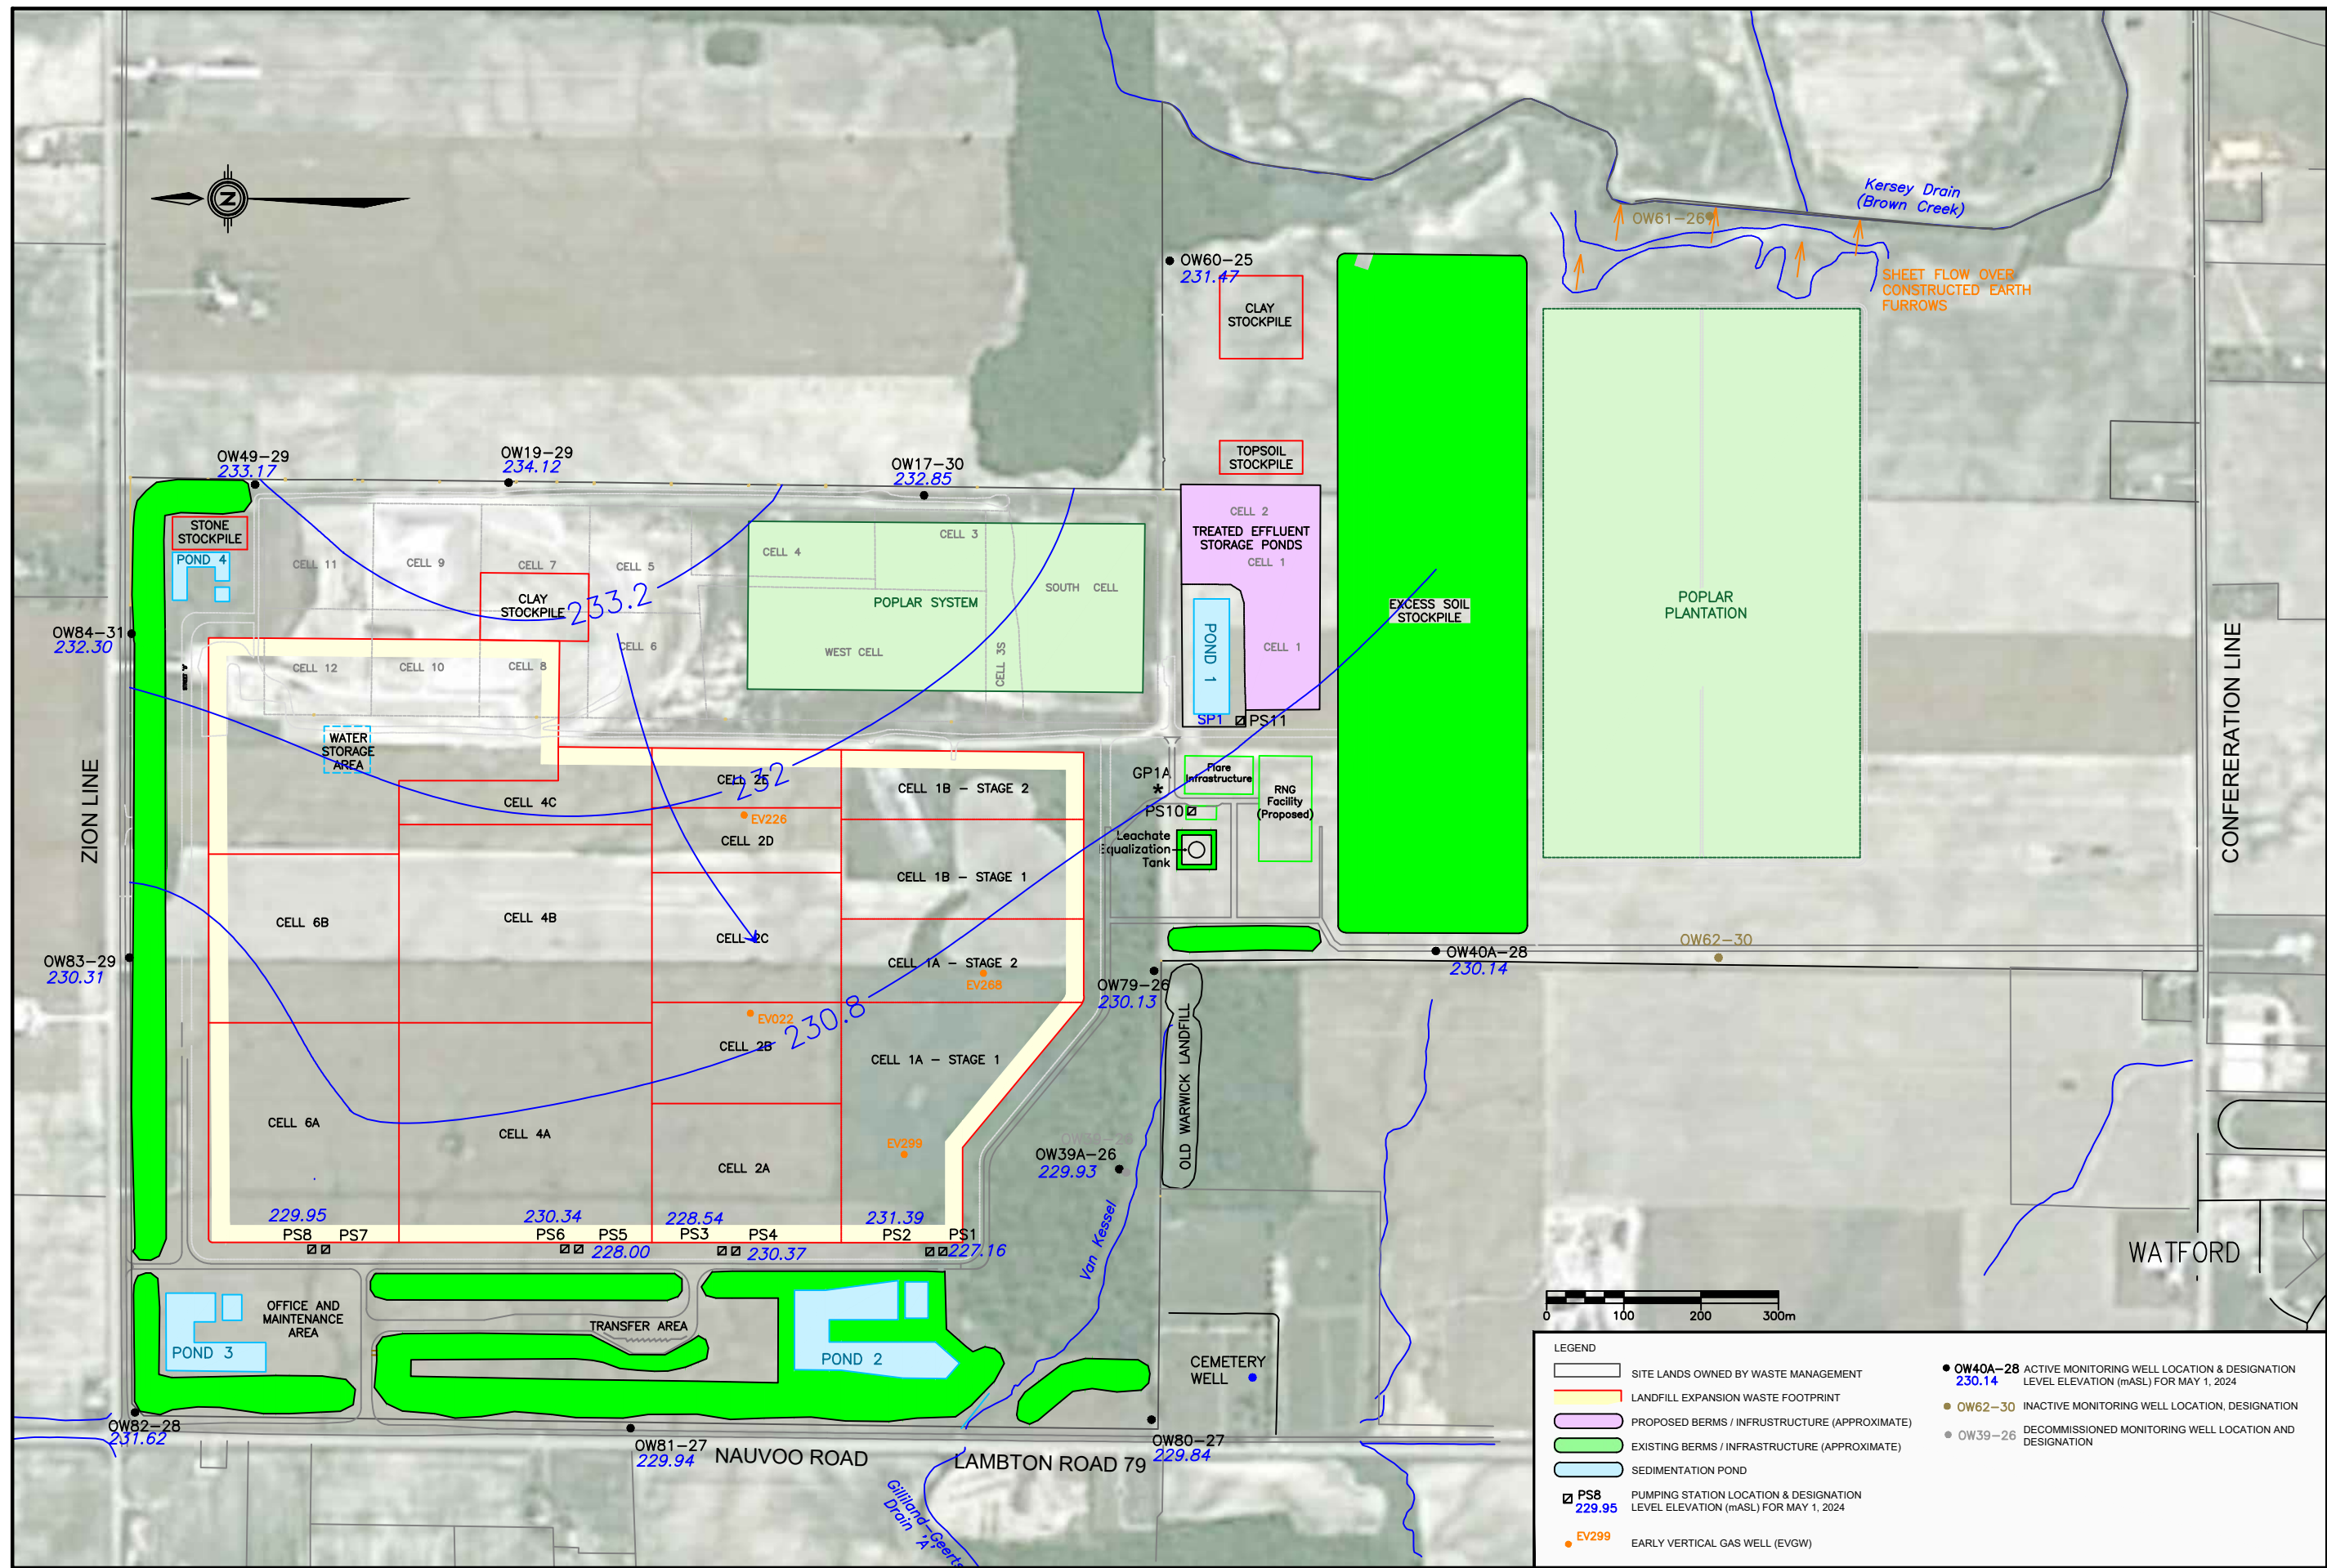 Kersey Drain
(Brown Creek)
OW61-26
OW60-25
231.47
SHEET FLOW OVER
CONSTRUCTED EARTH
FURROWS
CLAY
STOCKPILE
N
OW49-29
233.17
OW19-29
234.12
OW17-30
232.85
TOPSOIL
STOCKPILE
STONE
STOCKPILE
POND 4
CELL 11
CELL 9
CELL 7
CELL 5
CELL 4
CELL 3
SOUTH CELL
CELL 2
TREATED EFFLUENT
STORAGE PONDS
CELL 1
CLAY
STOCKPILE
233.2
POPLAR SYSTEM
EXCESS SOIL
STOCKPILE
POPLAR
PLANTATION
OW84-31
232.30
CELL 12
CELL 10
CELL 8
CELL 6
WEST CELL
CELL 3S
POND 1
CELL 1
SP1
PS11
CONFERERATION LINE
ZION LINE
WATER
STORAGE
AREA
CELL 4C
CELL 2E
232
CELL 1B - STAGE 2
GP1A
*
Flare
Infrastructure
RNG
Facility
(Proposed)
PS10
EV226
CELL 2D
Leachate
Equalization
Tank
CELL 1B - STAGE 1
CELL 6B
CELL 4B
CELL 2C
CELL 1A - STAGE 2
EV268
OW83-29
230.31
OW79-26
230.13
OW40A-28
230.14
OW62-30
EV022
230.8
CELL 2B
CELL 1A - STAGE 1
OLD WARWICK LANDFILL
CELL 6A
CELL 4A
CELL 2A
EV299
OW39-26
OW39A-26
229.93
Van Kessel
229.95
PS8
PS7
230.34
PS6
PS5
228.00
228.54
PS3
PS4
230.37
231.39
PS2
PS1
227.16
WATFORD
OFFICE AND
MAINTENANCE
AREA
TRANSFER AREA
POND 3
POND 2
CEMETERY
WELL
0 100 200 300m
OW82-28
231.62
OW81-27
229.94
NAUVOO ROAD
LAMBTON ROAD 79
OW80-27
229.84
Gilliland-Geerts
Drain 'A'
LEGEND
SITE LANDS OWNED BY WASTE MANAGEMENT
LANDFILL EXPANSION WASTE FOOTPRINT
PROPOSED BERMS / INFRUSTRUCTURE (APPROXIMATE)
EXISTING BERMS / INFRASTRUCTURE (APPROXIMATE)
SEDIMENTATION POND
PS8
229.95
PUMPING STATION LOCATION & DESIGNATION
LEVEL ELEVATION (mASL) FOR MAY 1, 2024
EV299
EARLY VERTICAL GAS WELL (EVGW)
OW40A-28
230.14
ACTIVE MONITORING WELL LOCATION & DESIGNATION
LEVEL ELEVATION (mASL) FOR MAY 1, 2024
OW62-30
INACTIVE MONITORING WELL LOCATION, DESIGNATION
OW39-26
DECOMMISSIONED MONITORING WELL LOCATION AND
DESIGNATION